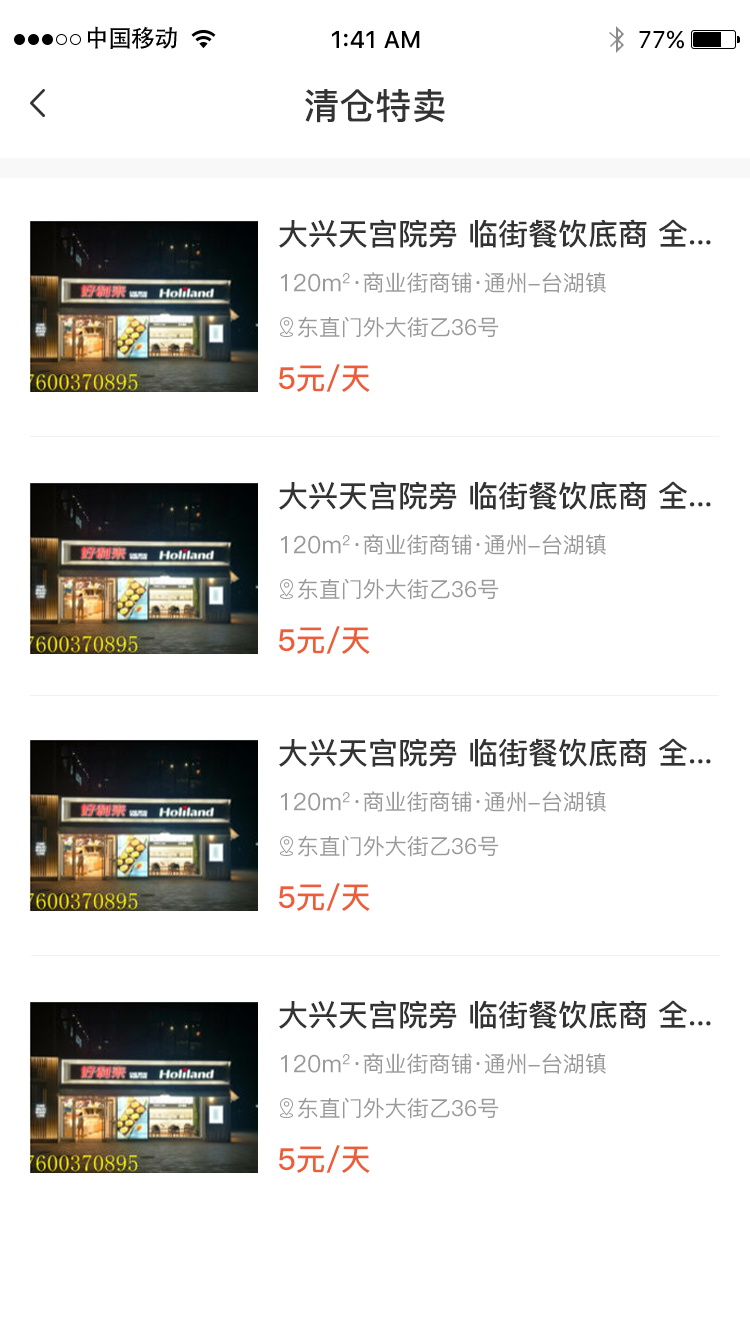 中国移动
1:41 AM
77%
清仓特卖
大兴天宫院旁 临街餐饮底商 全...
120m²·商业街商铺·通州-台湖镇
东直门外大街乙36号
5元/天
好利来 Holiland
7600370895
大兴天宫院旁 临街餐饮底商 全...
120m²·商业街商铺·通州-台湖镇
东直门外大街乙36号
5元/天
好利来 Holiland
7600370895
大兴天宫院旁 临街餐饮底商 全...
120m²·商业街商铺·通州-台湖镇
东直门外大街乙36号
5元/天
好利来 Holiland
7600370895
大兴天宫院旁 临街餐饮底商 全...
120m²·商业街商铺·通州-台湖镇
东直门外大街乙36号
5元/天
好利来 Holiland
7600370895